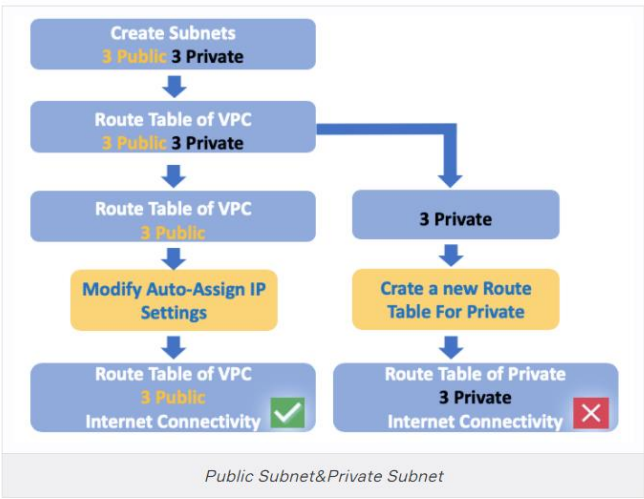 Create Subnets
3 Public 3 Private
Route Table of VPC
3 Public 3 Private
Route Table of VPC
3 Public
3 Private
Modify Auto-Assign IP
Settings
Crate a new Route
Table For Private
Route Table of VPC
3 Public
Internet Connectivity
Route Table of Private
3 Private
Internet Connectivity
Public Subnet&Private Subnet